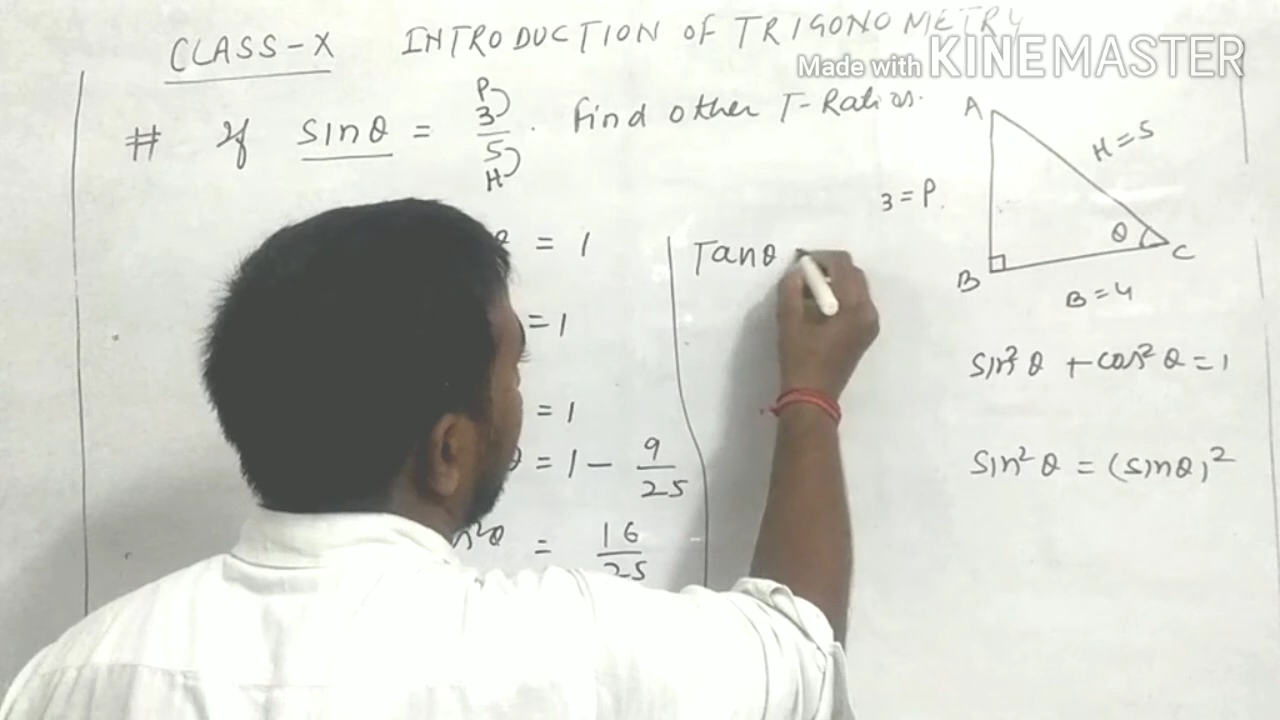 CLASS-X INTRODUCTION OF TRIGONOMETRY
Made with KINEMASTER
P
# If sinθ = 3/5 . find other T-Ratios.
H
= 1
= 1
= 1
θ = 1 - 9/25
²θ = 16/25
Tanθ
A
H = 5
3 = P.
θ
B
C
B = 4
sin²θ + cos²θ = 1
sin²θ = (sinθ)²